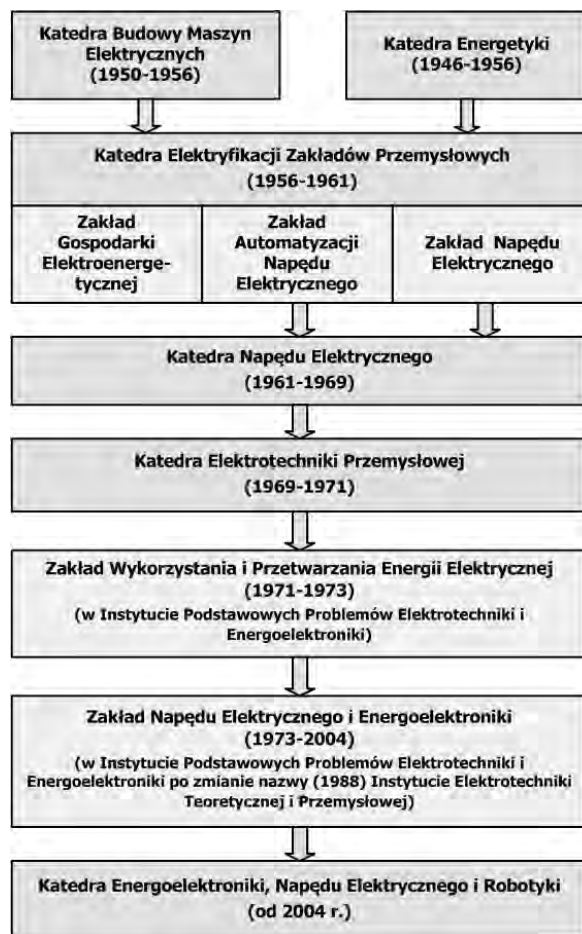 Katedra Budowy Maszyn
Elektrycznych
(1950-1956)
Katedra Energetyki
(1946-1956)
Katedra Elektryfikacji Zakładów Przemysłowych
(1956-1961)
Zakład
Gospodarki
Elektroenerge-
tycznej
Zakład
Automatyzacji
Napędu
Elektrycznego
Zakład Napędu
Elektrycznego
Katedra Napędu Elektrycznego
(1961-1969)
Katedra Elektrotechniki Przemysłowej
(1969-1971)
Zakład Wykorzystania i Przetwarzania Energii Elektrycznej
(1971-1973)
(w Instytucie Podstawowych Problemów Elektrotechniki i
Energoelektroniki)
Zakład Napędu Elektrycznego i Energoelektroniki
(1973-2004)
(w Instytucie Podstawowych Problemów Elektrotechniki i
Energoelektroniki po zmianie nazwy (1988) Instytucie Elektrotechniki
Teoretycznej i Przemysłowej)
Katedra Energoelektroniki, Napędu Elektrycznego i Robotyki
(od 2004 r.)